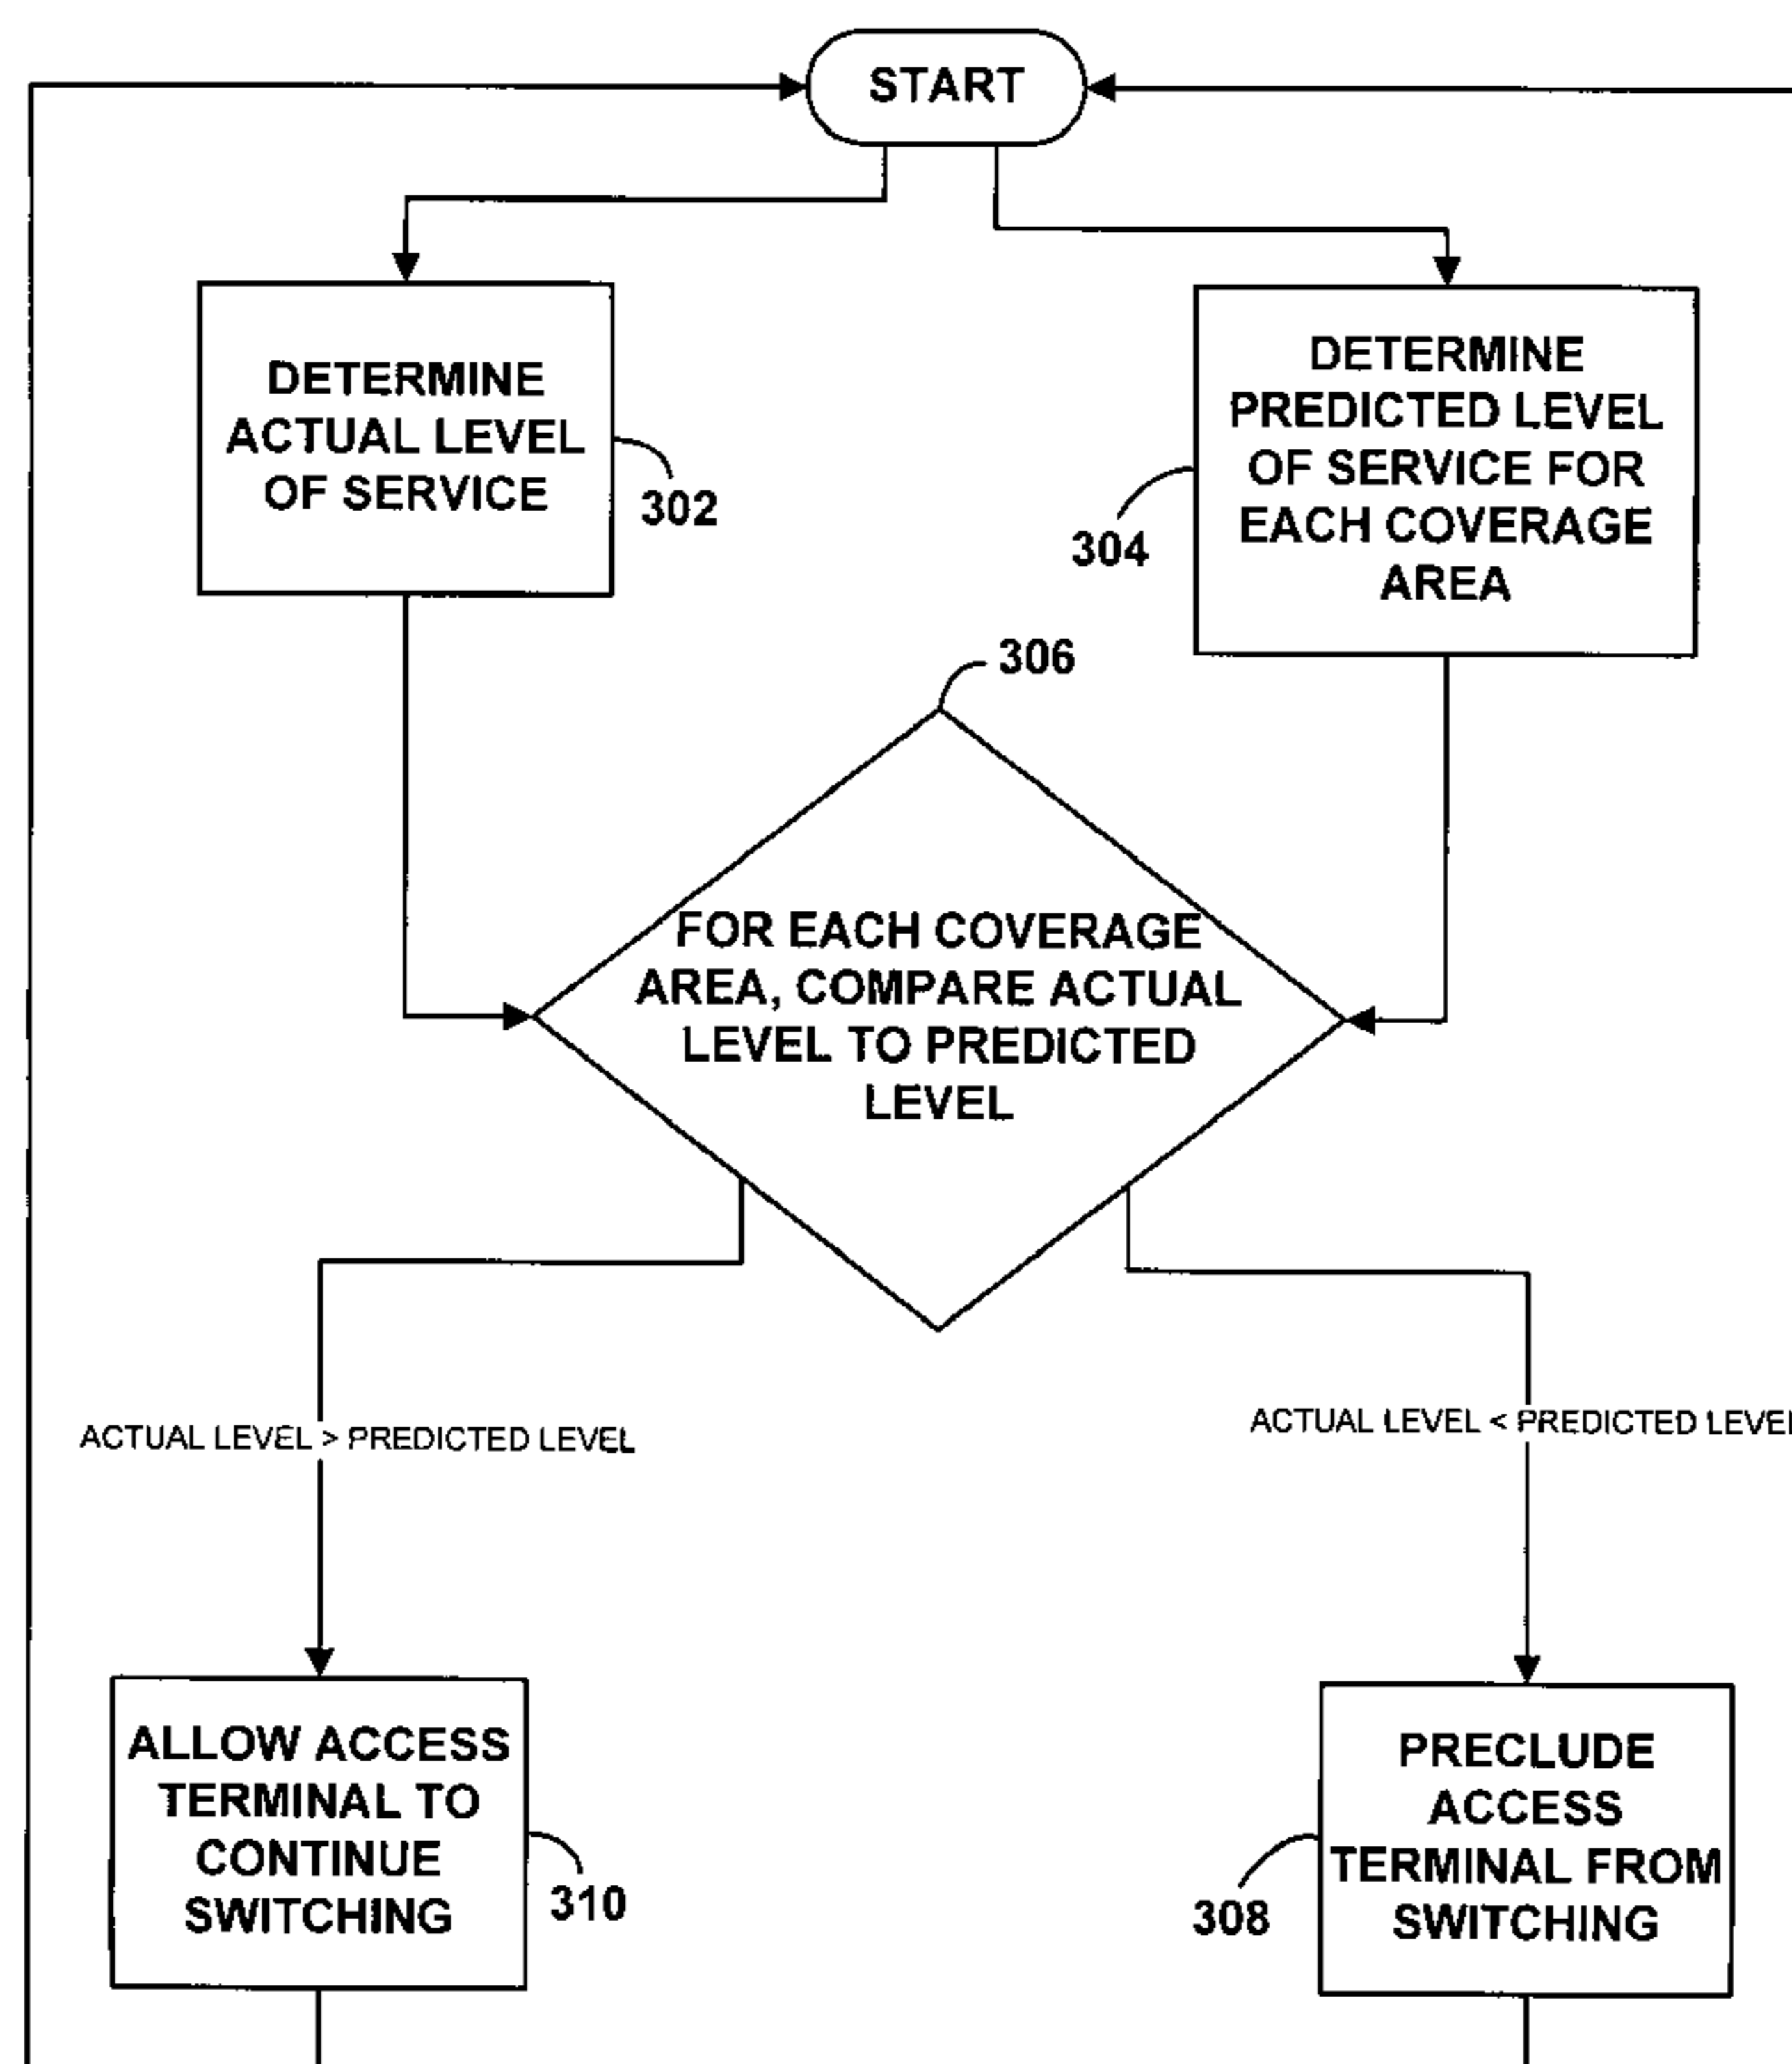 START
DETERMINE
ACTUAL LEVEL
OF SERVICE
302
DETERMINE
PREDICTED LEVEL
OF SERVICE FOR
EACH COVERAGE
AREA
304
306
FOR EACH COVERAGE
AREA, COMPARE ACTUAL
LEVEL TO PREDICTED
LEVEL
ACTUAL LEVEL > PREDICTED LEVEL
ACTUAL LEVEL < PREDICTED LEVEL
ALLOW ACCESS
TERMINAL TO
CONTINUE
SWITCHING
310
PRECLUDE
ACCESS
TERMINAL FROM
SWITCHING
308